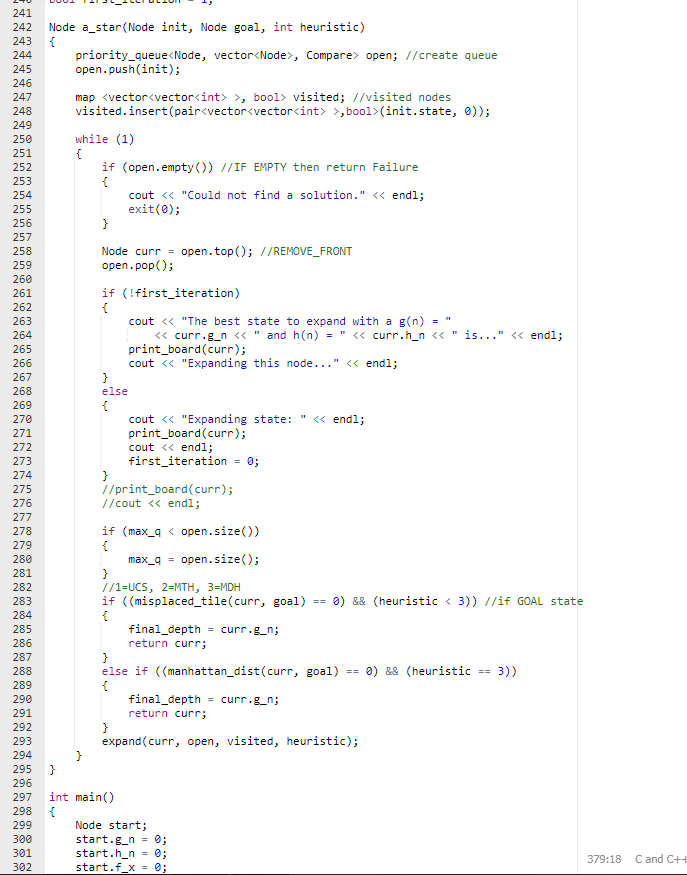 240 bool first_iteration = 1;
241
242 Node a_star(Node init, Node goal, int heuristic)
243 {
244     priority_queue<Node, vector<Node>, Compare> open; //create queue
245     open.push(init);
246
247     map <vector<vector<int> >, bool> visited; //visited nodes
248     visited.insert(pair<vector<vector<int> >,bool>(init.state, 0));
249
250     while (1)
251     {
252         if (open.empty()) //IF EMPTY then return Failure
253         {
254             cout << "Could not find a solution." << endl;
255             exit(0);
256         }
257
258         Node curr = open.top(); //REMOVE_FRONT
259         open.pop();
260
261         if (!first_iteration)
262         {
263             cout << "The best state to expand with a g(n) = "
264                 << curr.g_n << " and h(n) = " << curr.h_n << " is..." << endl;
265             print_board(curr);
266             cout << "Expanding this node..." << endl;
267         }
268         else
269         {
270             cout << "Expanding state: " << endl;
271             print_board(curr);
272             cout << endl;
273             first_iteration = 0;
274         }
275         //print_board(curr);
276         //cout << endl;
277
278         if (max_q < open.size())
279         {
280             max_q = open.size();
281         }
282         //1=UCS, 2=MTH, 3=MDH
283         if ((misplaced_tile(curr, goal) == 0) && (heuristic < 3)) //if GOAL state
284         {
285             final_depth = curr.g_n;
286             return curr;
287         }
288         else if ((manhattan_dist(curr, goal) == 0) && (heuristic == 3))
289         {
290             final_depth = curr.g_n;
291             return curr;
292         }
293         expand(curr, open, visited, heuristic);
294     }
295 }
296
297 int main()
298 {
299     Node start;
300     start.g_n = 0;
301     start.h_n = 0;
302     start.f_x = 0;
379:18 C and C++